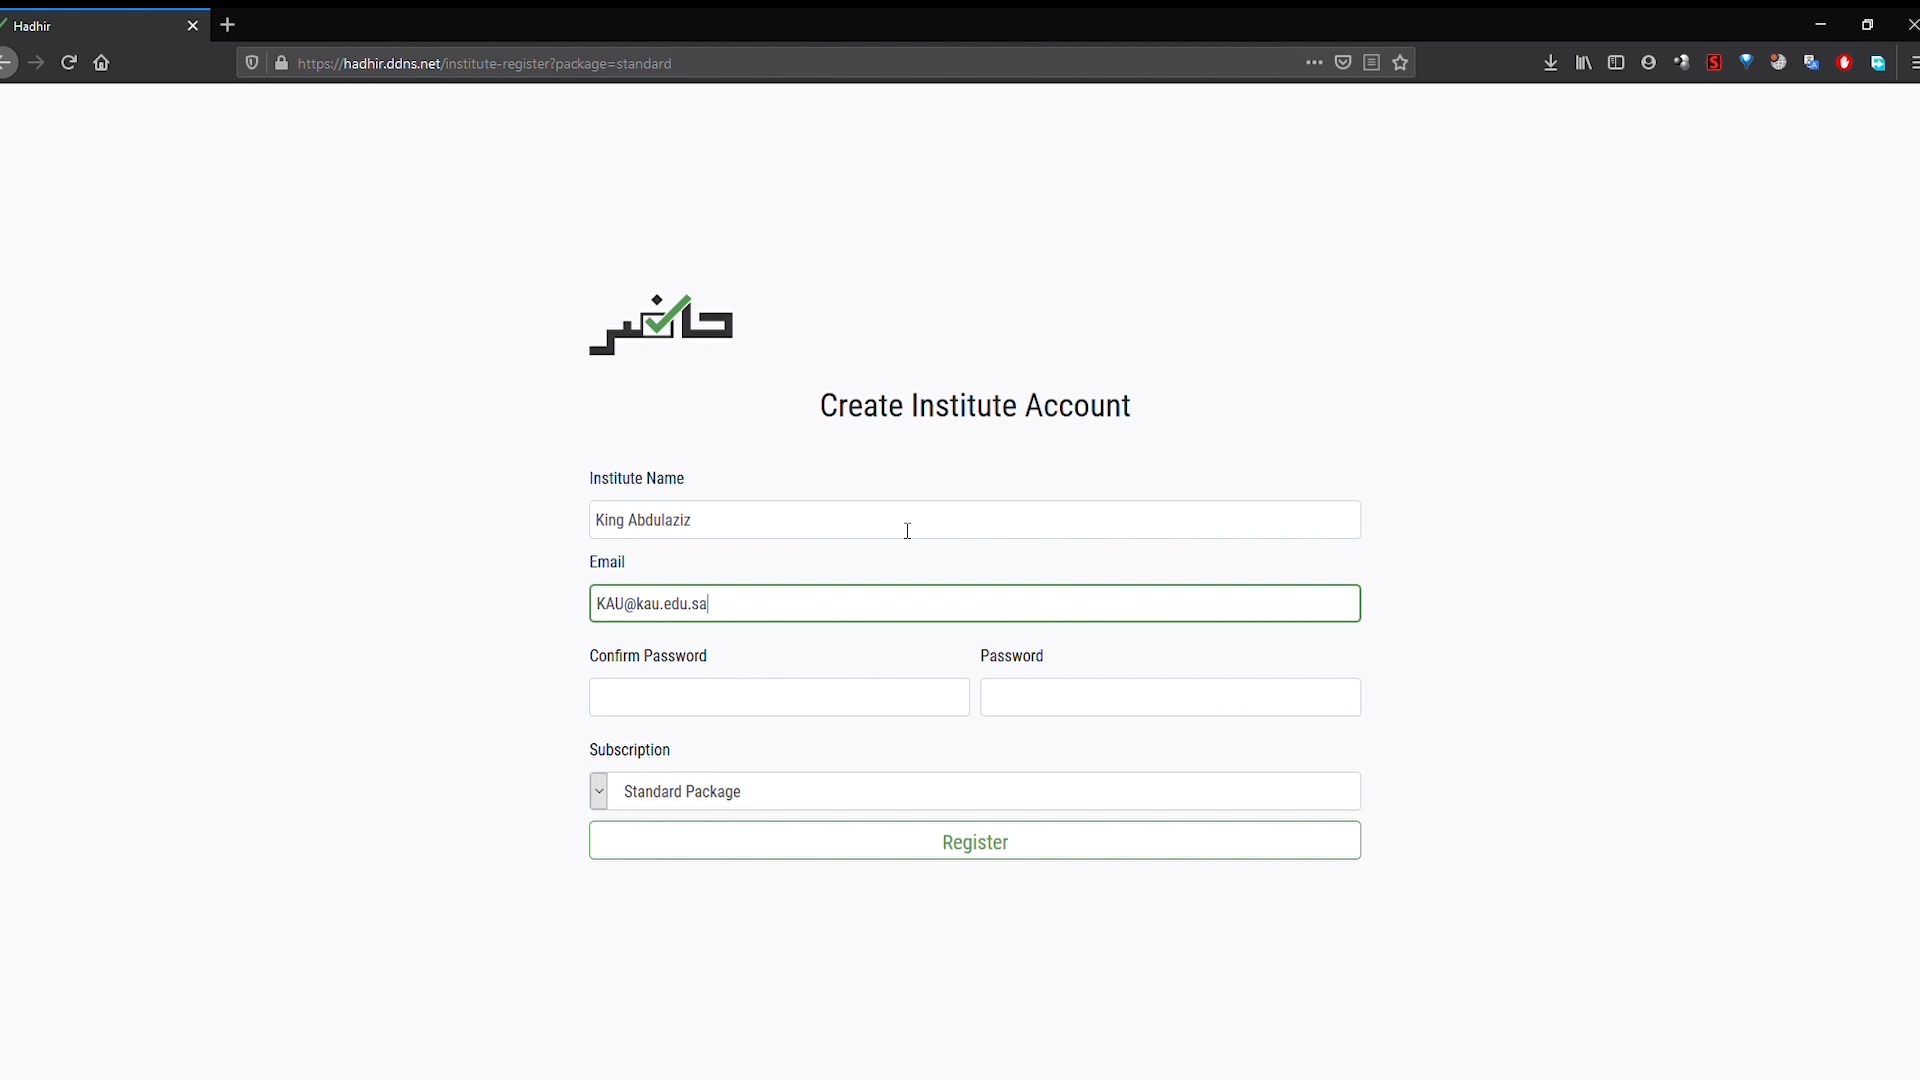 Hadhir
https://hadhir.ddns.net/institute-register?package=standard
حاضر
Create Institute Account
Institute Name
King Abdulaziz
Email
KAU@kau.edu.sa
Confirm Password
Password
Subscription
Standard Package
Register